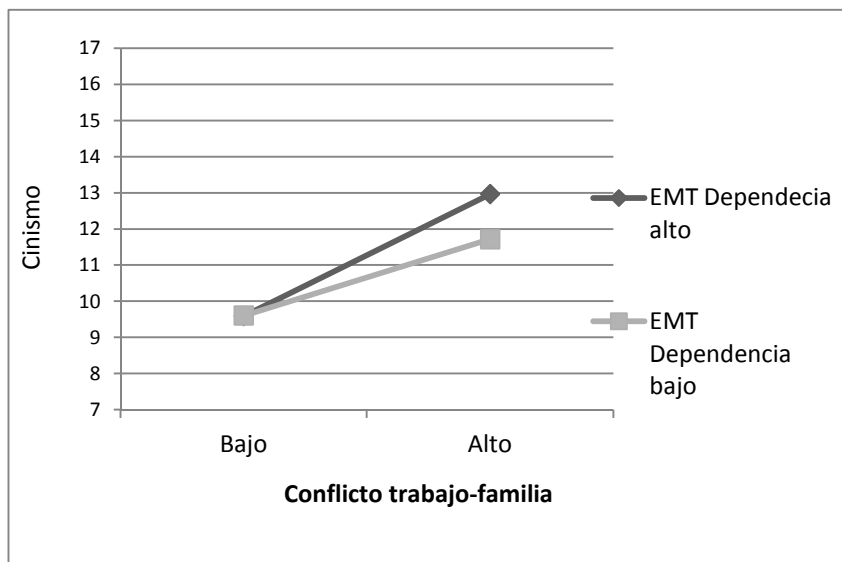 17
16
15
14
13
12
11
10
9
8
7
Cinismo
Bajo
Alto
Conflicto trabajo-familia
EMT Dependecia
alto
EMT
Dependencia
bajo